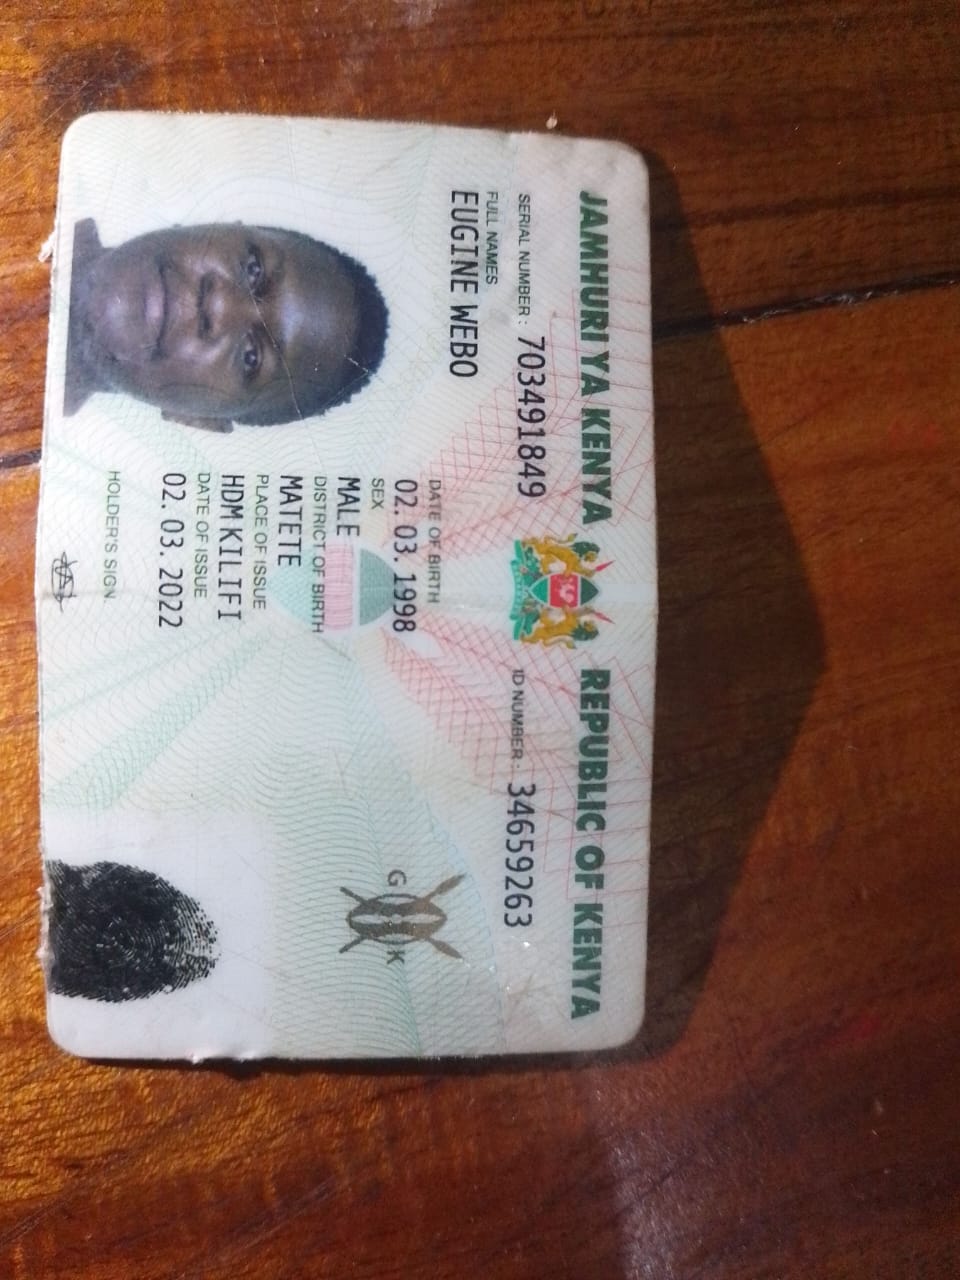 JAMHURI YA KENYA REPUBLIC OF KENYA
SERIAL NUMBER: 703491849 ID NUMBER: 34659263
FULL NAMES
EUGINE WEBO
DATE OF BIRTH
02. 03. 1998
SEX
MALE
DISTRICT OF BIRTH
MATETE
PLACE OF ISSUE
HDM KILIFI
DATE OF ISSUE
02. 03. 2022
HOLDER'S SIGN.
G K